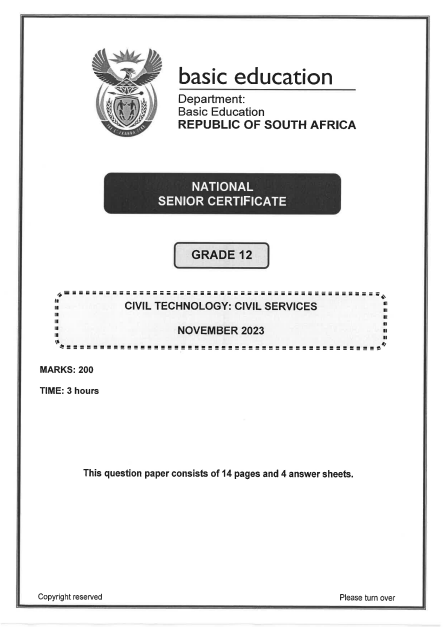 basic education
Department:
Basic Education
REPUBLIC OF SOUTH AFRICA
NATIONAL
SENIOR CERTIFICATE
GRADE 12
CIVIL TECHNOLOGY: CIVIL SERVICES
NOVEMBER 2023
MARKS: 200
TIME: 3 hours
This question paper consists of 14 pages and 4 answer sheets.
Copyright reserved
Please turn over